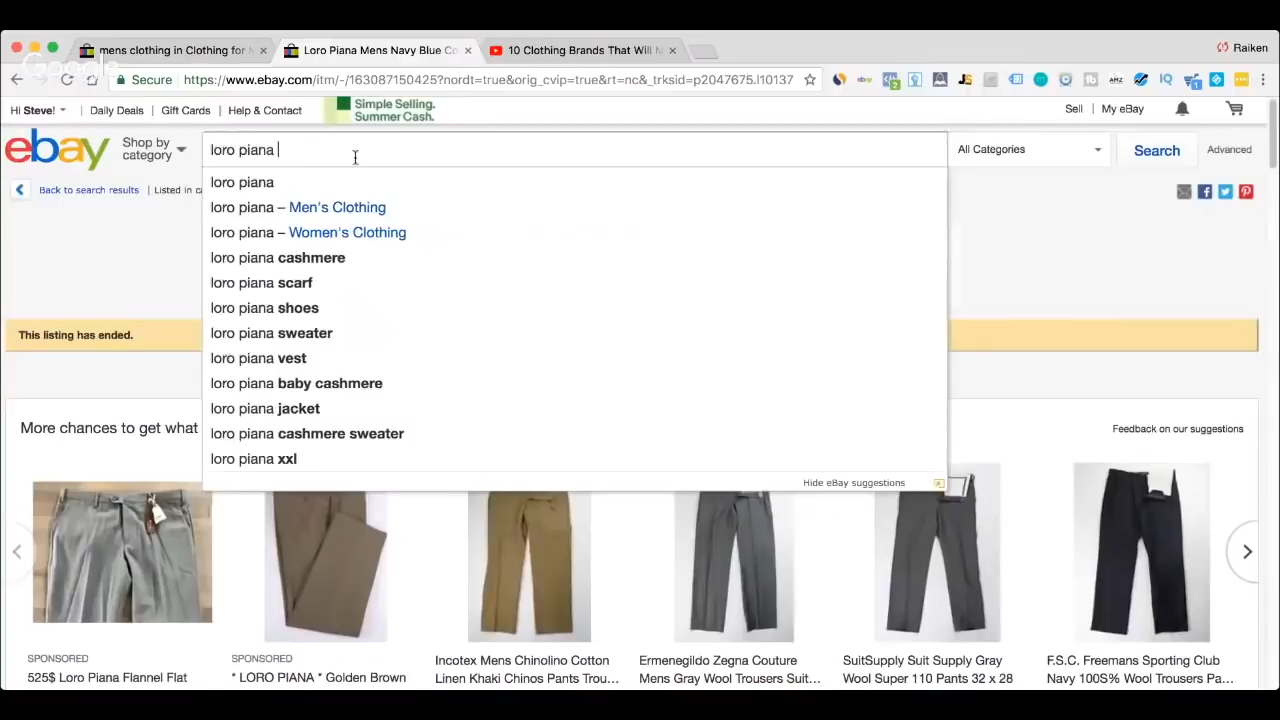 mens clothing in Clothing for M
Loro Piana Mens Navy Blue Co
10 Clothing Brands That Will M
Raiken
Google
Secure
https://www.ebay.com/itm/-/163087150425?nordt=true&orig_cvip=true&rt=nc&_trksid=p2047675.l10137
Hi Steve!
Daily Deals
Gift Cards
Help & Contact
Simple Selling.
Summer Cash.
Sell
My eBay
ebay
Shop by
category
loro piana
All Categories
Search
Advanced
Back to search results
Listed in ca
loro piana
loro piana – Men's Clothing
loro piana – Women's Clothing
loro piana cashmere
loro piana scarf
loro piana shoes
loro piana sweater
loro piana vest
loro piana baby cashmere
loro piana jacket
loro piana cashmere sweater
loro piana xxl
Hide eBay suggestions
This listing has ended.
More chances to get what
Feedback on our suggestions
SPONSORED
525$ Loro Piana Flannel Flat
SPONSORED
* LORO PIANA * Golden Brown
Incotex Mens Chinolino Cotton
Linen Khaki Chinos Pants Trou...
Ermenegildo Zegna Couture
Mens Gray Wool Trousers Suit...
SuitSupply Suit Supply Gray
Wool Super 110 Pants 32 x 28
F.S.C. Freemans Sporting Club
Navy 100S% Wool Trousers Pa...